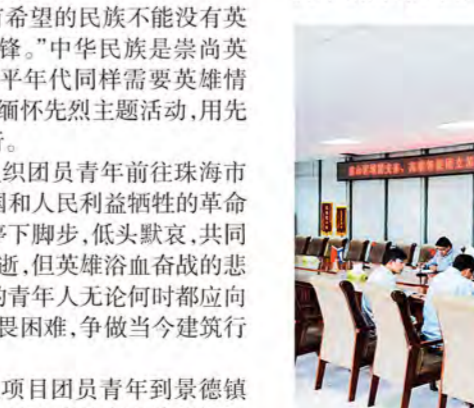 有希望的民族不能没有英
锋。”中华民族是崇尚英
平年代同样需要英雄情
缅怀先烈主题活动,用先
行。
织团员青年前往珠海市
国和人民利益牺牲的革命
停下脚步,低头默哀,共同
逝,但英雄浴血奋战的悲
的青年人无论何时都应向
畏困难,争做当今建筑行
项目团员青年到景德镇